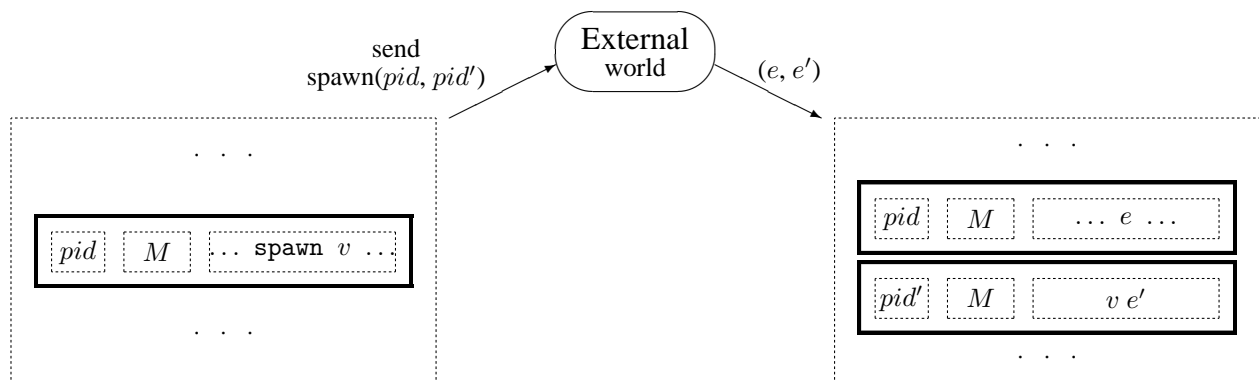 send
spawn(pid, pid′)
External
world
(e, e′)
. . .
pid M ... spawn v ...
. . .
. . .
pid M ... e ...
pid′ M v e′
. . .